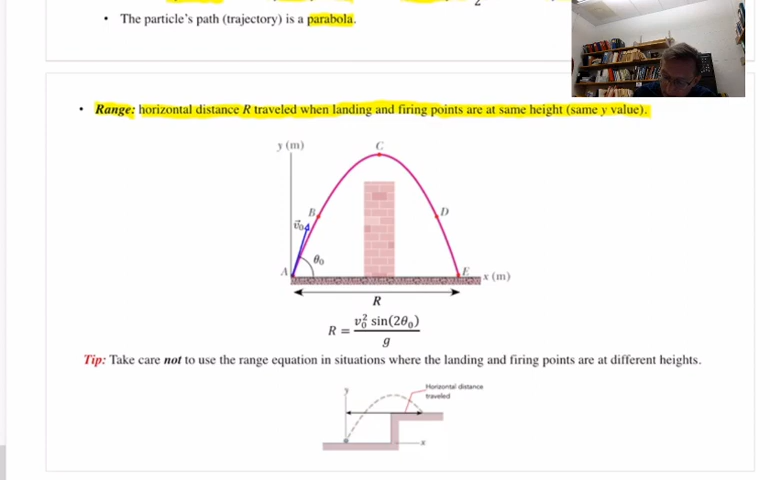 2
• The particle's path (trajectory) is a parabola.
• Range: horizontal distance R traveled when landing and firing points are at same height (same y value).
y (m)
C
B
D
v⃗₀
θ₀
A
E
x (m)
R
R = v₀² sin(2θ₀) / g
Tip: Take care not to use the range equation in situations where the landing and firing points are at different heights.
y
Horizontal distance
traveled
x